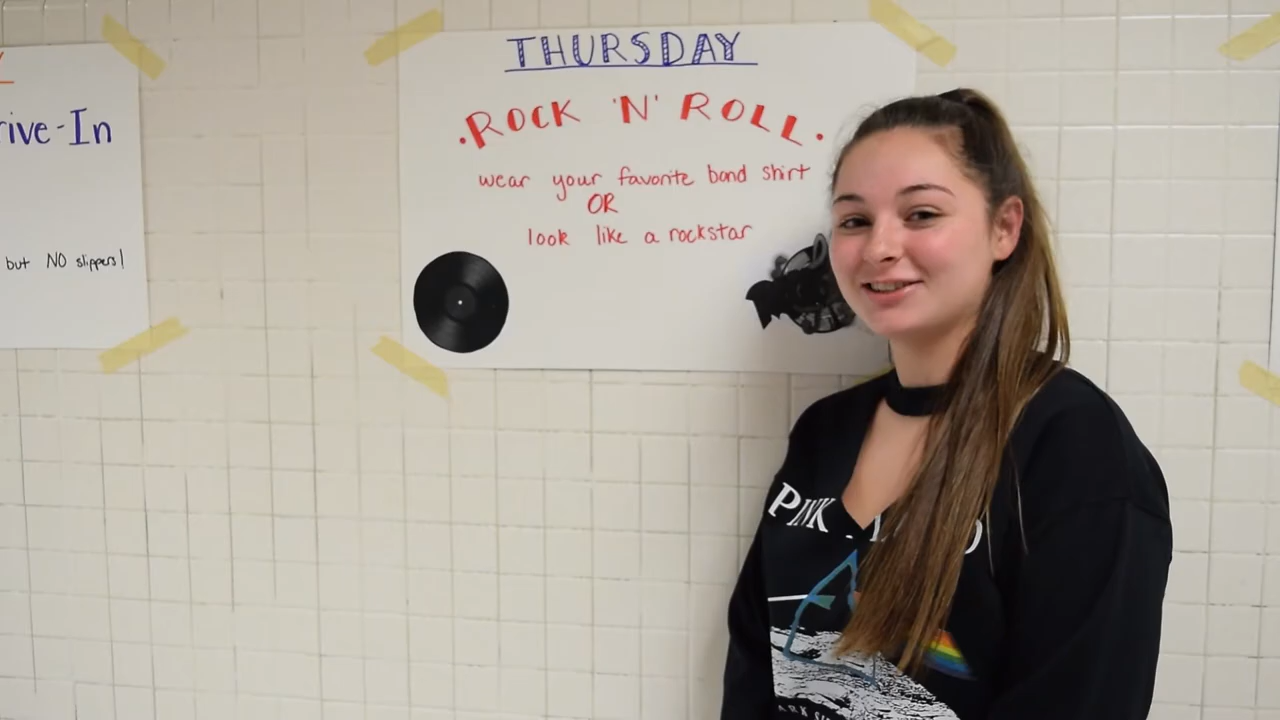 rive-In
but NO slippers!
THURSDAY
·ROCK 'N' ROLL·
wear your favorite band shirt
OR
look like a rockstar
PINK